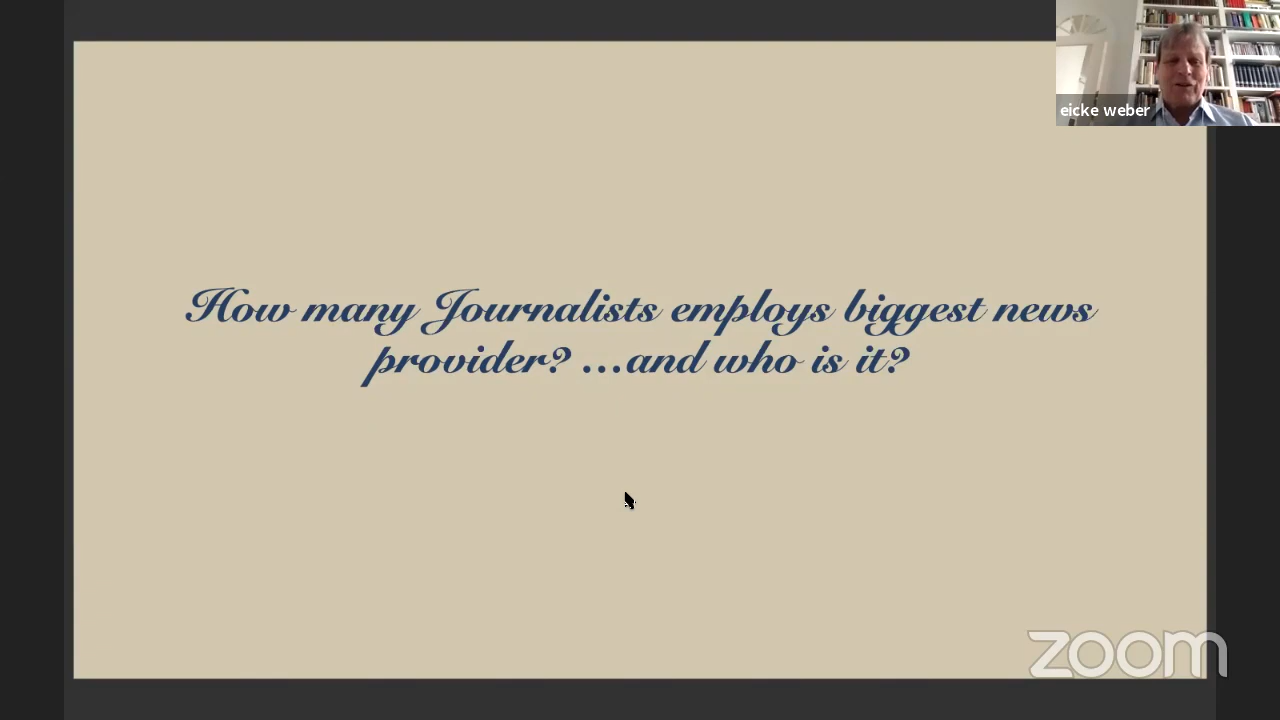 eicke weber
How many Journalists employs biggest news
provider? ...and who is it?
zoom